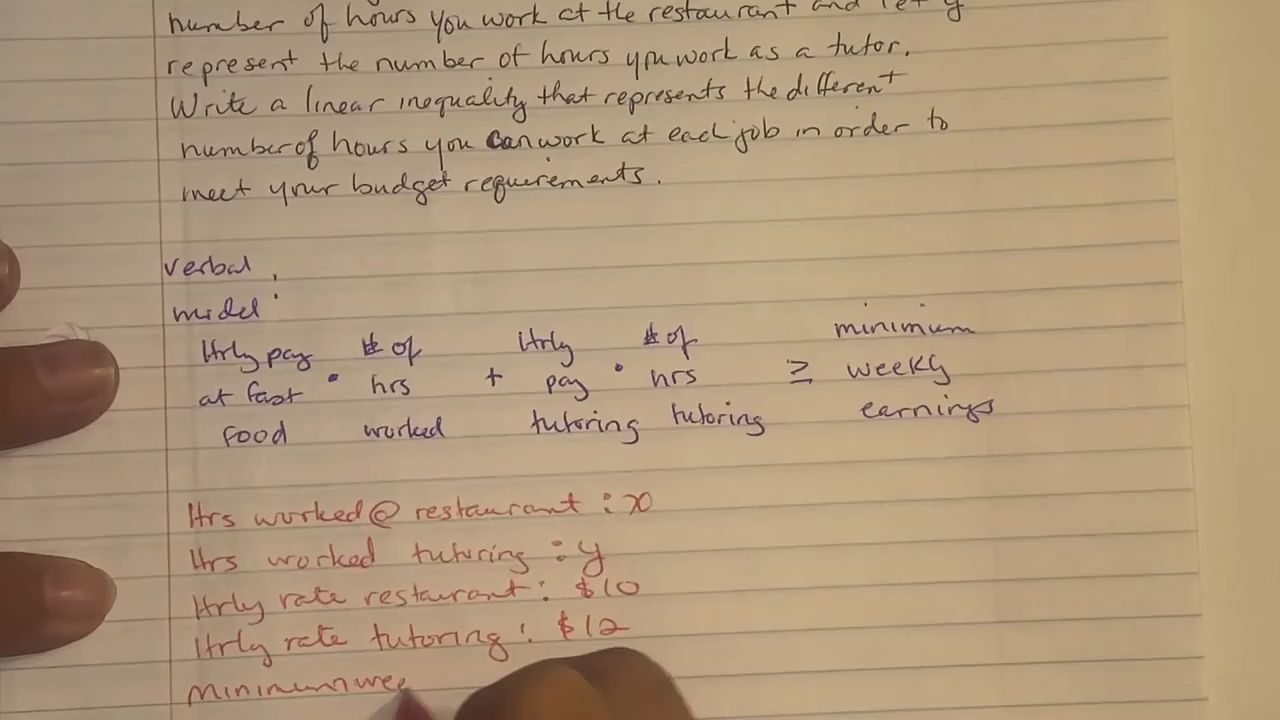 number of hours you work at the restaurant and let y
represent the number of hours you work as a tutor.
Write a linear inequality that represents the different
number of hours you can work at each job in order to
meet your budget requirements.
verbal
model:
Hrly pay # of Hrly # of minimum
at fast • hrs + pay • hrs ≥ weekly
food worked tutoring tutoring earnings
Hrs worked @ restaurant : x
Hrs worked tutoring : y
Hrly rate restaurant : $10
Hrly rate tutoring : $12
Minimum wee